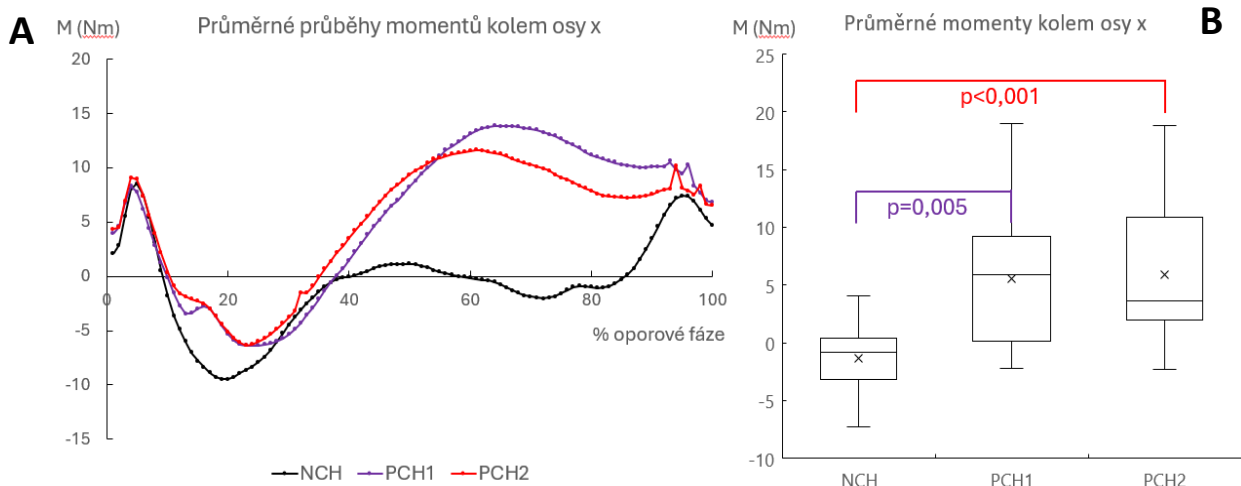 A
M (Nm)
Průměrné průběhy momentů kolem osy x
20
15
10
5
0
-5
-10
-15
0
20
40
60
80
100
% oporové fáze
NCH
PCH1
PCH2
B
M (Nm)
Průměrné momenty kolem osy x
25
20
15
10
5
0
-5
-10
p<0,001
p=0,005
NCH
PCH1
PCH2